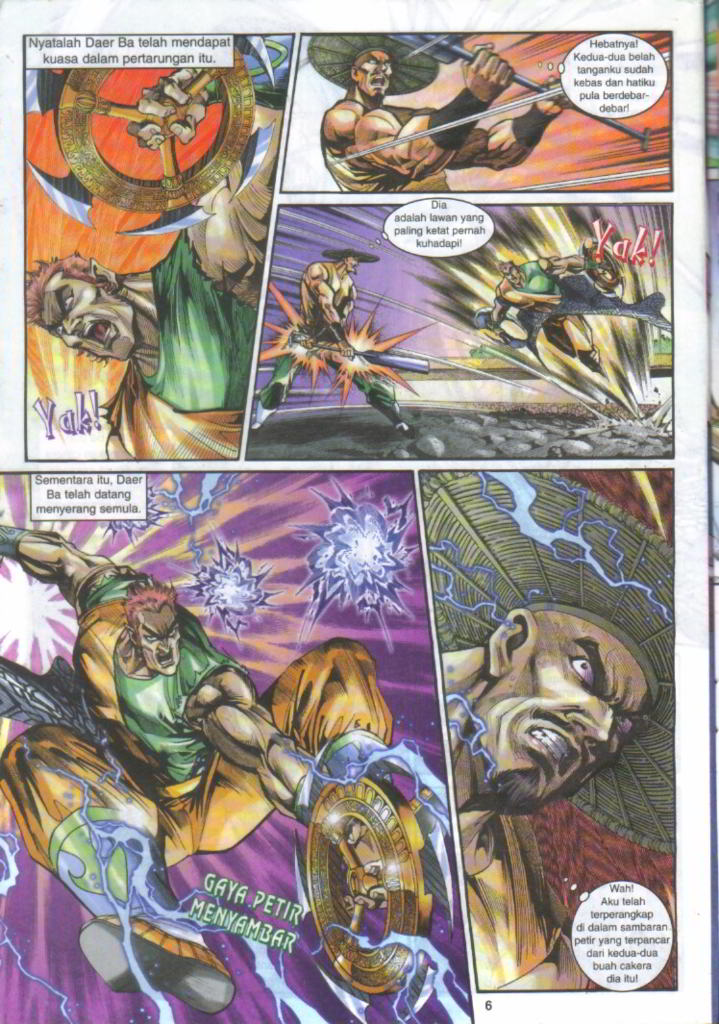 Nyatalah Daer Ba telah mendapat
kuasa dalam pertarungan itu.
Yak!
Hebatnya!
Kedua-dua belah
tanganku sudah
kebas dan hatiku
pula berdebar-
debar!
Dia
adalah lawan yang
paling ketat pernah
kuhadapi!
Yak!
Sementara itu, Daer
Ba telah datang
menyerang semula.
GAYA PETIR
MENYAMBAR
Wah!
Aku telah
terperangkap
di dalam sambaran
petir yang terpancar
dari kedua-dua
buah cakera
dia itu!
6